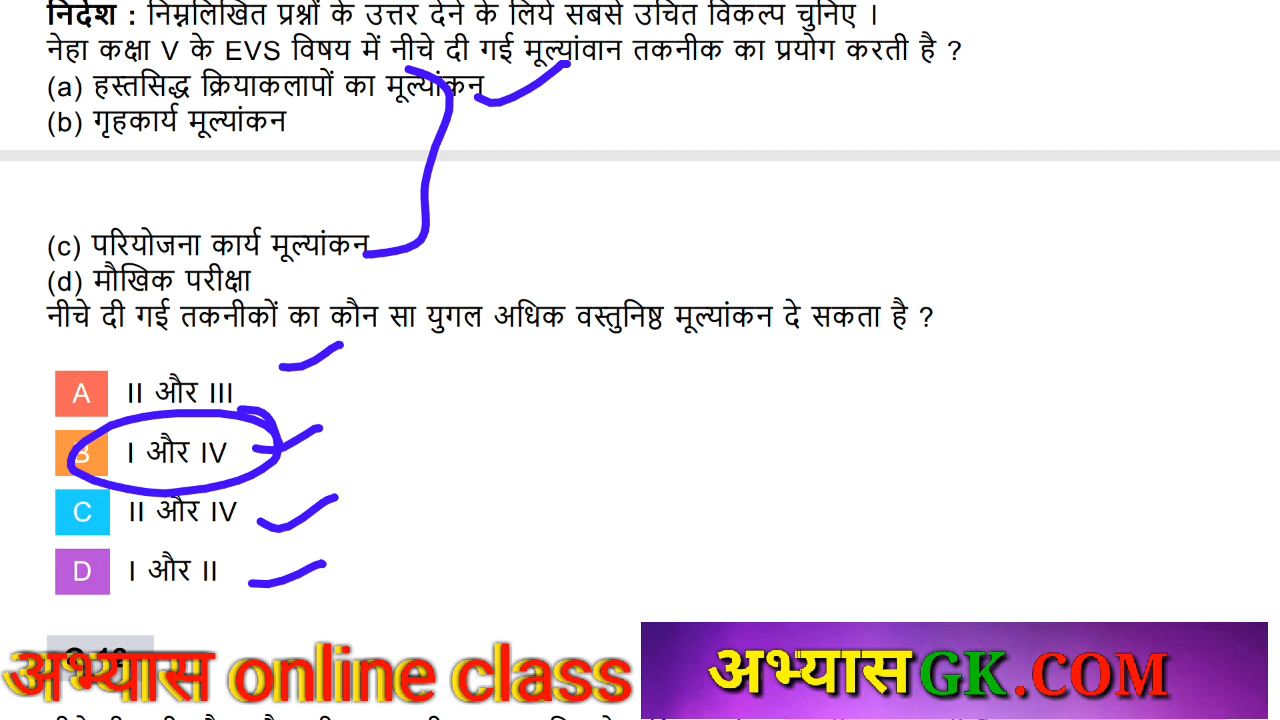 निर्देश : निम्नलिखित प्रश्नों के उत्तर देने के लिये सबसे उचित विकल्प चुनिए ।
नेहा कक्षा V के EVS विषय में नीचे दी गई मूल्यांवान तकनीक का प्रयोग करती है ?
(a) हस्तसिद्ध क्रियाकलापों का मूल्यांकन
(b) गृहकार्य मूल्यांकन
(c) परियोजना कार्य मूल्यांकन
(d) मौखिक परीक्षा
नीचे दी गई तकनीकों का कौन सा युगल अधिक वस्तुनिष्ठ मूल्यांकन दे सकता है ?
A II और III
B I और IV
C II और IV
D I और II
अभ्यास online class
अभ्यास GK.COM